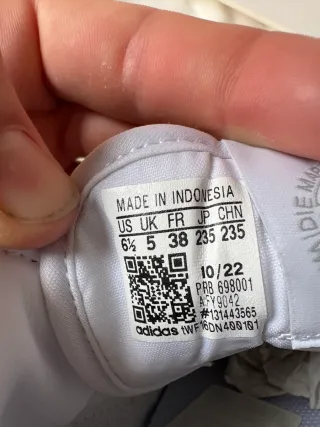 MADE IN INDONESIA
US UK FR JP CHN
6½ 5 38 235 235
10/22
PRB 698001
#131443565
adidas